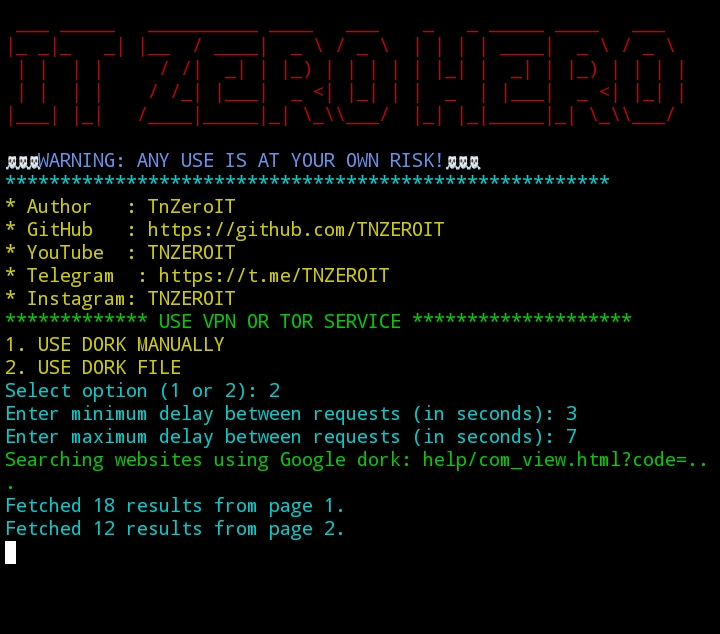 IT ZERO HERO
WARNING: ANY USE IS AT YOUR OWN RISK!
*******************************************************
* Author   : TnZeroIT
* GitHub   : https://github.com/TNZEROIT
* YouTube  : TNZEROIT
* Telegram  : https://t.me/TNZEROIT
* Instagram: TNZEROIT
************* USE VPN OR TOR SERVICE ********************
1. USE DORK MANUALLY
2. USE DORK FILE
Select option (1 or 2): 2
Enter minimum delay between requests (in seconds): 3
Enter maximum delay between requests (in seconds): 7
Searching websites using Google dork: help/com_view.html?code=..
.
Fetched 18 results from page 1.
Fetched 12 results from page 2.